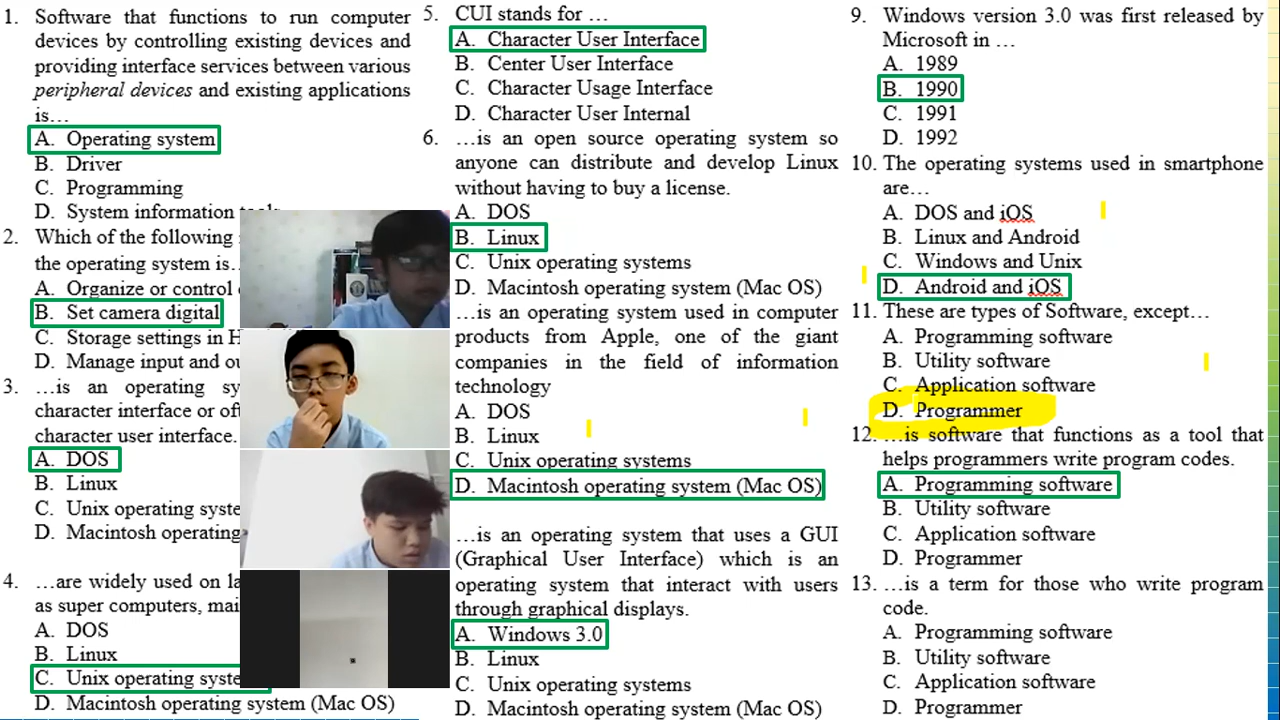 1. Software that functions to run computer
devices by controlling existing devices and
providing interface services between various
peripheral devices and existing applications
is…
A. Operating system
B. Driver
C. Programming
D. System information
2. Which of the following
the operating system is…
A. Organize or control
B. Set camera digital
C. Storage settings in
D. Manage input and
3. …is an operating
character interface or
character user interface.
A. DOS
B. Linux
C. Unix operating
D. Macintosh operating
4. …are widely used on
as super computers,
A. DOS
B. Linux
C. Unix operating
D. Macintosh operating system (Mac OS)
5. CUI stands for …
A. Character User Interface
B. Center User Interface
C. Character Usage Interface
D. Character User Internal
6. …is an open source operating system so
anyone can distribute and develop Linux
without having to buy a license.
A. DOS
B. Linux
C. Unix operating systems
D. Macintosh operating system (Mac OS)
…is an operating system used in computer
products from Apple, one of the giant
companies in the field of information
technology
A. DOS
B. Linux
C. Unix operating systems
D. Macintosh operating system (Mac OS)
…is an operating system that uses a GUI
(Graphical User Interface) which is an
operating system that interact with users
through graphical displays.
A. Windows 3.0
B. Linux
C. Unix operating systems
D. Macintosh operating system (Mac OS)
9. Windows version 3.0 was first released by
Microsoft in …
A. 1989
B. 1990
C. 1991
D. 1992
10. The operating systems used in smartphone
are…
A. DOS and iOS
B. Linux and Android
C. Windows and Unix
D. Android and iOS
11. These are types of Software, except…
A. Programming software
B. Utility software
C. Application software
D. Programmer
12. …is software that functions as a tool that
helps programmers write program codes.
A. Programming software
B. Utility software
C. Application software
D. Programmer
13. …is a term for those who write program
code.
A. Programming software
B. Utility software
C. Application software
D. Programmer